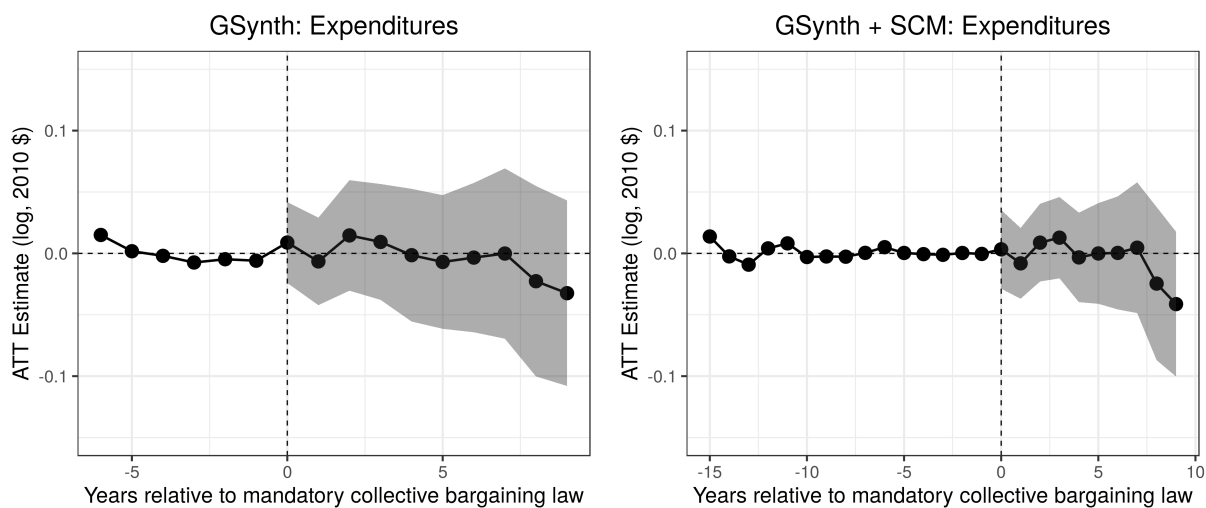 GSynth: Expenditures
ATT Estimate (log, 2010 $)
0.1
0.0
-0.1
-5
0
5
Years relative to mandatory collective bargaining law
GSynth + SCM: Expenditures
ATT Estimate (log, 2010 $)
0.1
0.0
-0.1
-15
-10
-5
0
5
10
Years relative to mandatory collective bargaining law